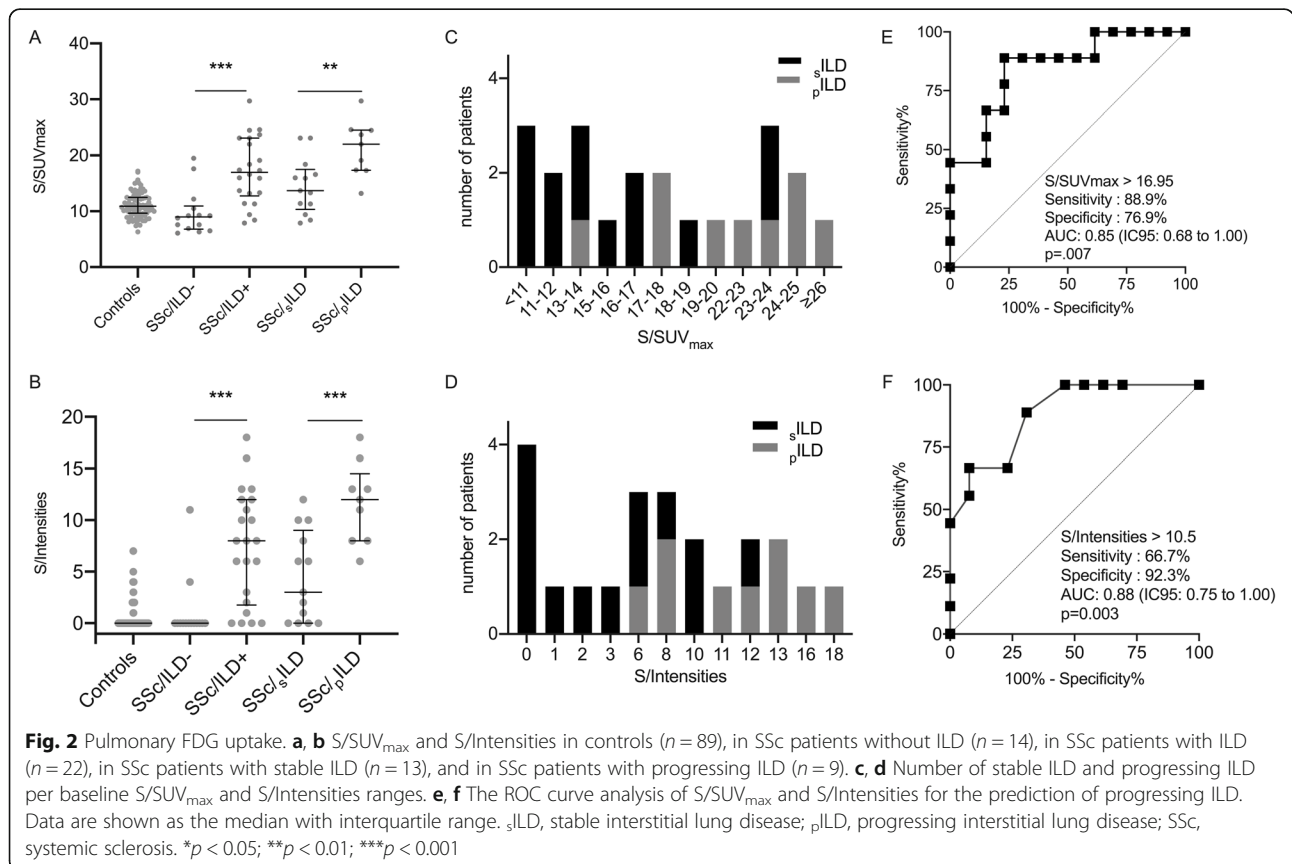 A
S/SUVmax
30
20
10
0
***
**
Controls
SSc/ILD-
SSc/ILD+
SSc/sILD
SSc/pILD
C
number of patients
4
2
0
sILD
pILD
<11
11-12
13-14
15-16
16-17
17-18
18-19
19-20
22-23
23-24
24-25
≥26
S/SUVmax
E
Sensitivity%
100
75
50
25
0
S/SUVmax > 16.95
Sensitivity : 88.9%
Specificity : 76.9%
AUC: 0.85 (IC95: 0.68 to 1.00)
p=.007
0 25 50 75 100
100% - Specificity%
B
S/Intensities
20
15
10
5
0
***
***
Controls
SSc/ILD-
SSc/ILD+
SSc/sILD
SSc/pILD
D
number of patients
4
2
0
sILD
pILD
0 1 2 3 6 8 10 11 12 13 16 18
S/Intensities
F
Sensitivity%
100
75
50
25
0
S/Intensities > 10.5
Sensitivity : 66.7%
Specificity : 92.3%
AUC: 0.88 (IC95: 0.75 to 1.00)
p=0.003
0 25 50 75 100
100% - Specificity%
Fig. 2 Pulmonary FDG uptake. a, b S/SUVmax and S/Intensities in controls (n = 89), in SSc patients without ILD (n = 14), in SSc patients with ILD
(n = 22), in SSc patients with stable ILD (n = 13), and in SSc patients with progressing ILD (n = 9). c, d Number of stable ILD and progressing ILD
per baseline S/SUVmax and S/Intensities ranges. e, f The ROC curve analysis of S/SUVmax and S/Intensities for the prediction of progressing ILD.
Data are shown as the median with interquartile range. sILD, stable interstitial lung disease; pILD, progressing interstitial lung disease; SSc,
systemic sclerosis. *p < 0.05; **p < 0.01; ***p < 0.001